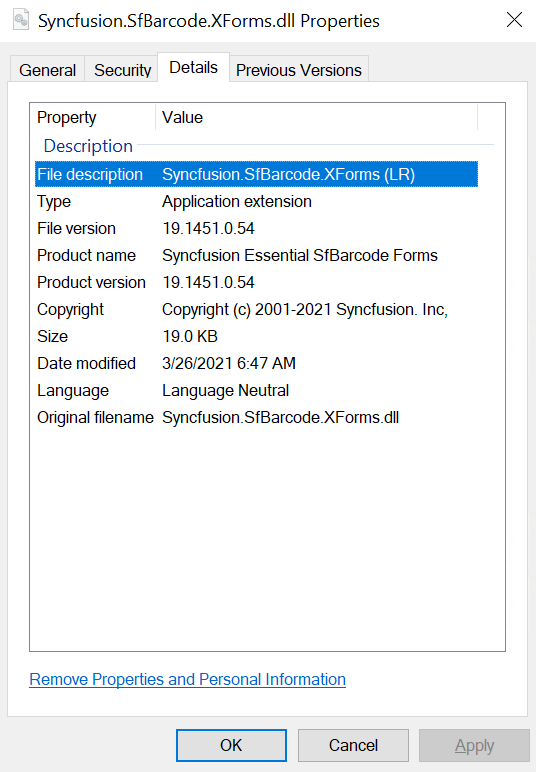 Syncfusion.SfBarcode.XForms.dll Properties
General Security Details Previous Versions
Property Value
Description
File description Syncfusion.SfBarcode.XForms (LR)
Type Application extension
File version 19.1451.0.54
Product name Syncfusion Essential SfBarcode Forms
Product version 19.1451.0.54
Copyright Copyright (c) 2001-2021 Syncfusion. Inc,
Size 19.0 KB
Date modified 3/26/2021 6:47 AM
Language Language Neutral
Original filename Syncfusion.SfBarcode.XForms.dll
Remove Properties and Personal Information
OK Cancel Apply